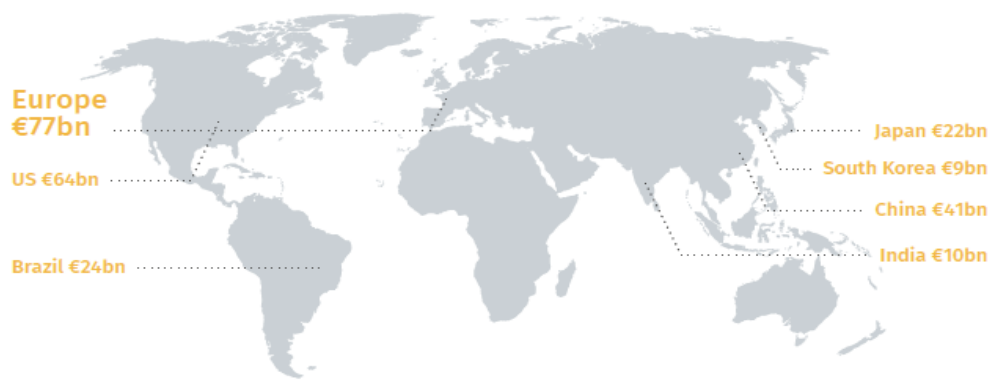 Europe
€77bn
US €64bn
Brazil €24bn
Japan €22bn
South Korea €9bn
China €41bn
India €10bn